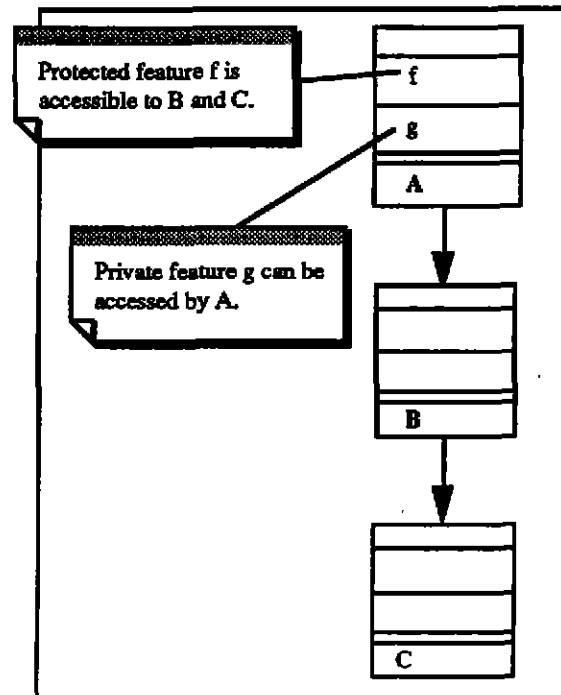 Protected feature f is
accessible to B and C.
f
g
A
Private feature g can be
accessed by A.
B
C